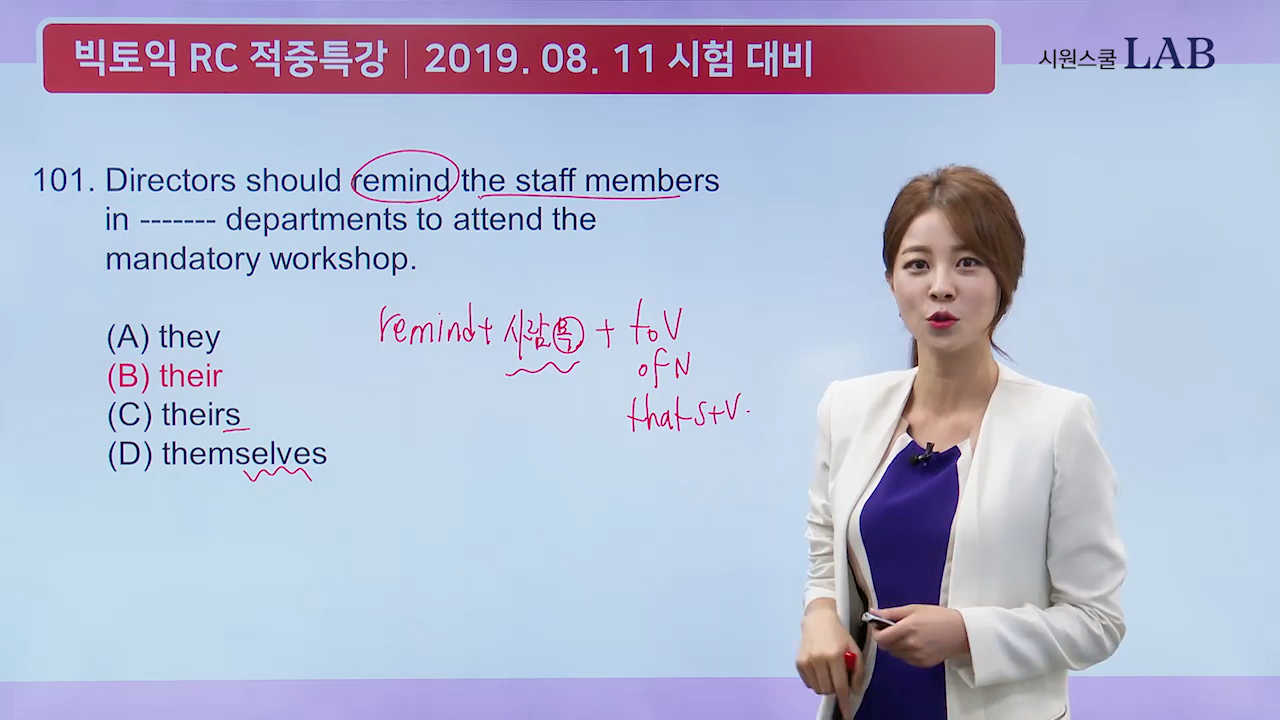 빅토익 RC 적중특강 | 2019. 08. 11 시험 대비
시원스쿨 LAB
101. Directors should remind the staff members
in ------- departments to attend the
mandatory workshop.
(A) they
(B) their
(C) theirs
(D) themselves
remind + 사람(목) + to V
of N
that S+V.